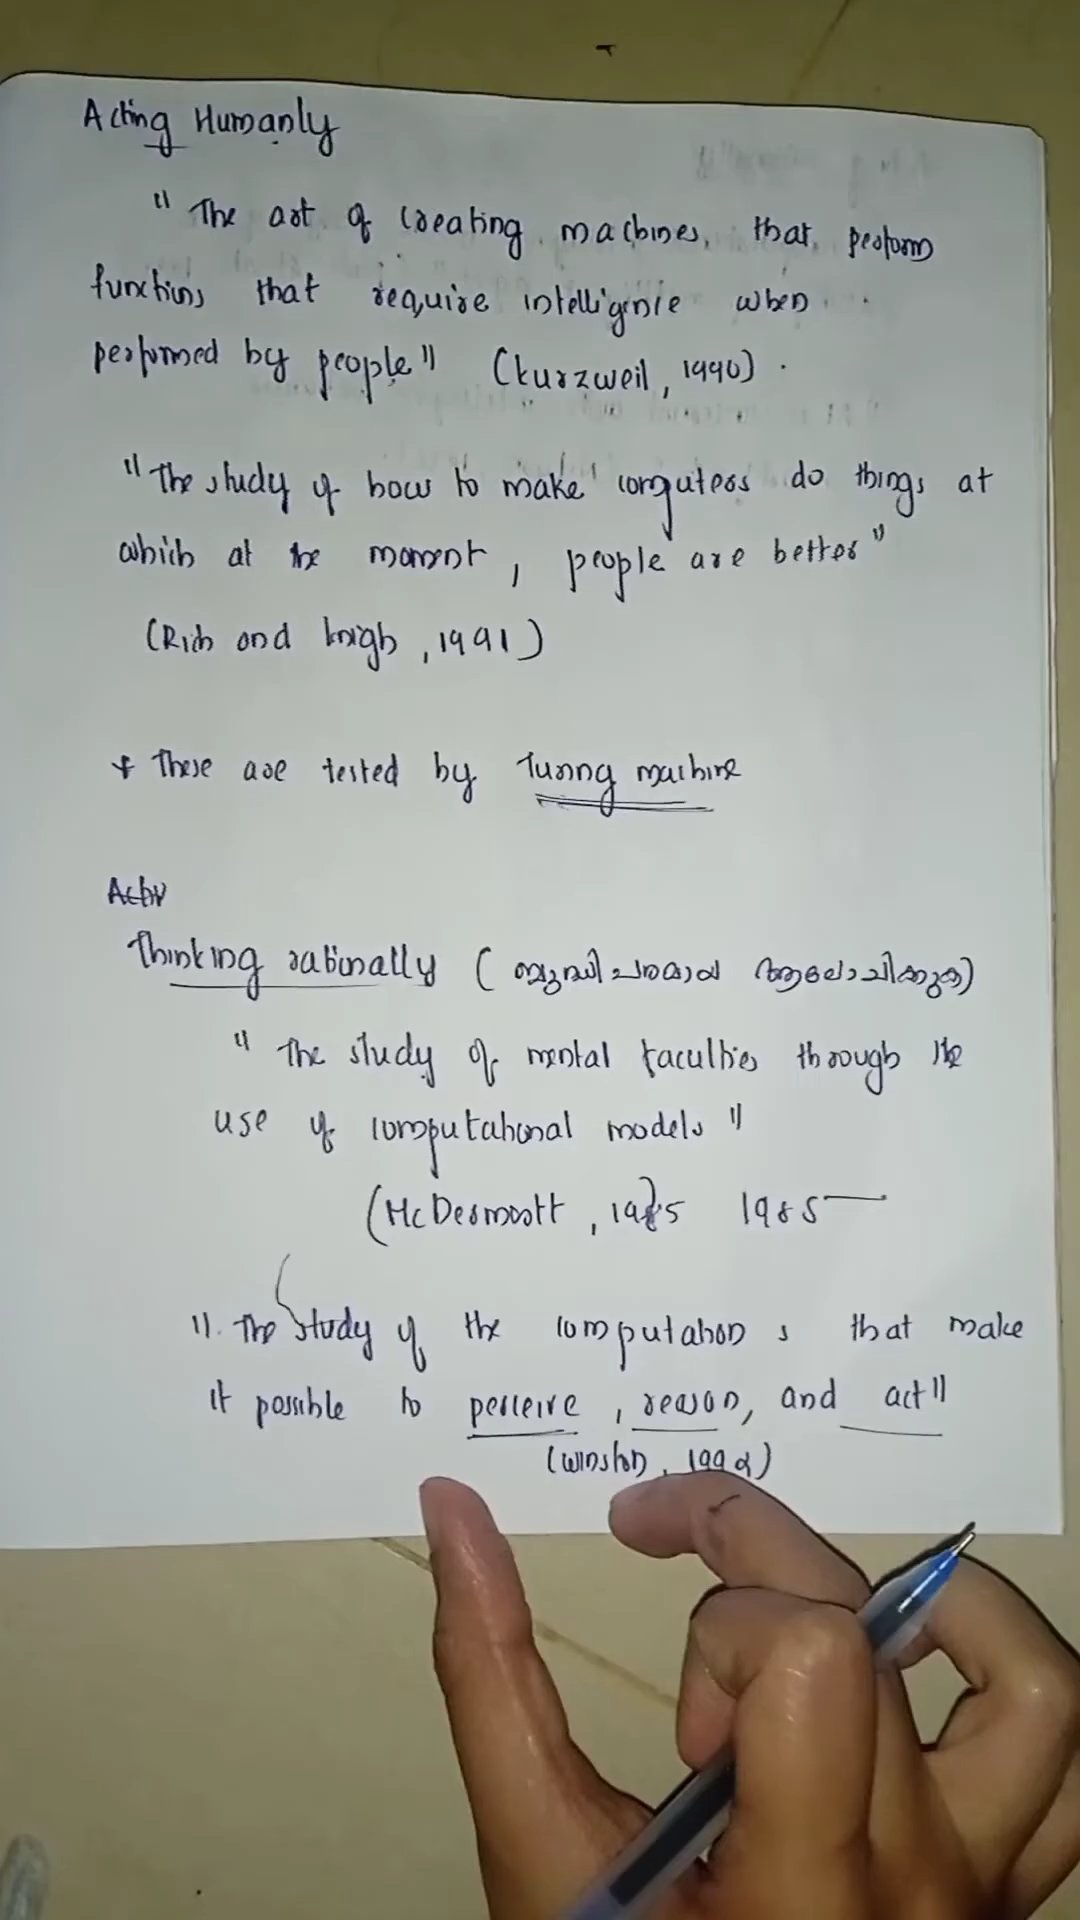 Acting Humanly
"The art of creating machines, that, perform
functions that require intelligence when
performed by people" (Kurzweil, 1990).
"The study of how to make computers do things at
which at the moment, people are better"
(Rich and knigh, 1991)
* These are tested by Turing machine
Activ
Thinking rationally (ബുദ്ധിപരമായ ആലോചിക്കുക)
"The study of mental faculties through the
use of computational models"
(McDermott, 1985 1985
"The study of the computations that make
it possible to perceive, reason, and act"
(Winston, 1992)